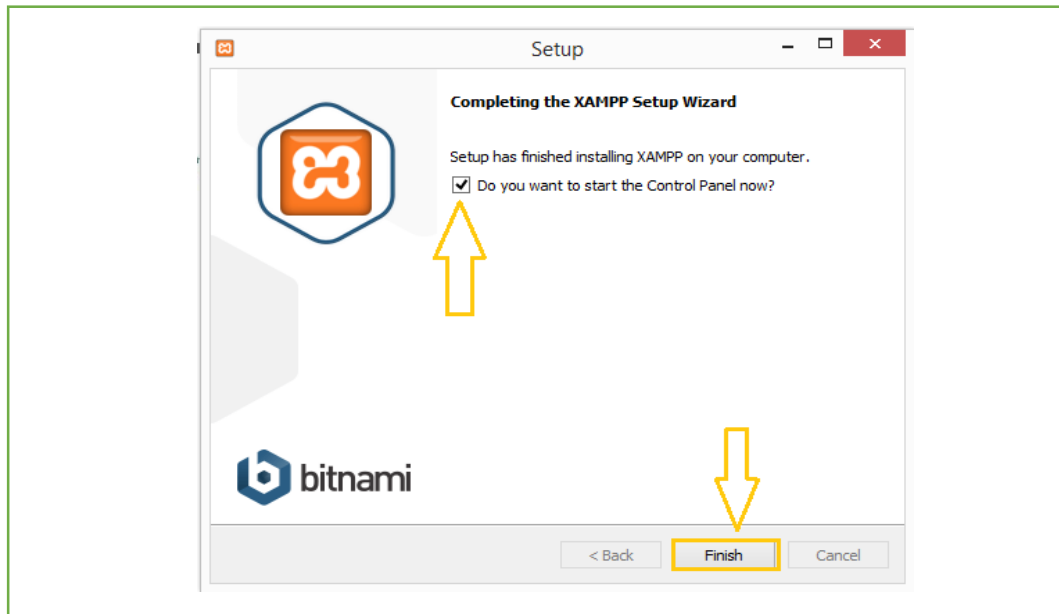 Setup
Completing the XAMPP Setup Wizard
Setup has finished installing XAMPP on your computer.
Do you want to start the Control Panel now?
bitnami
< Back
Finish
Cancel